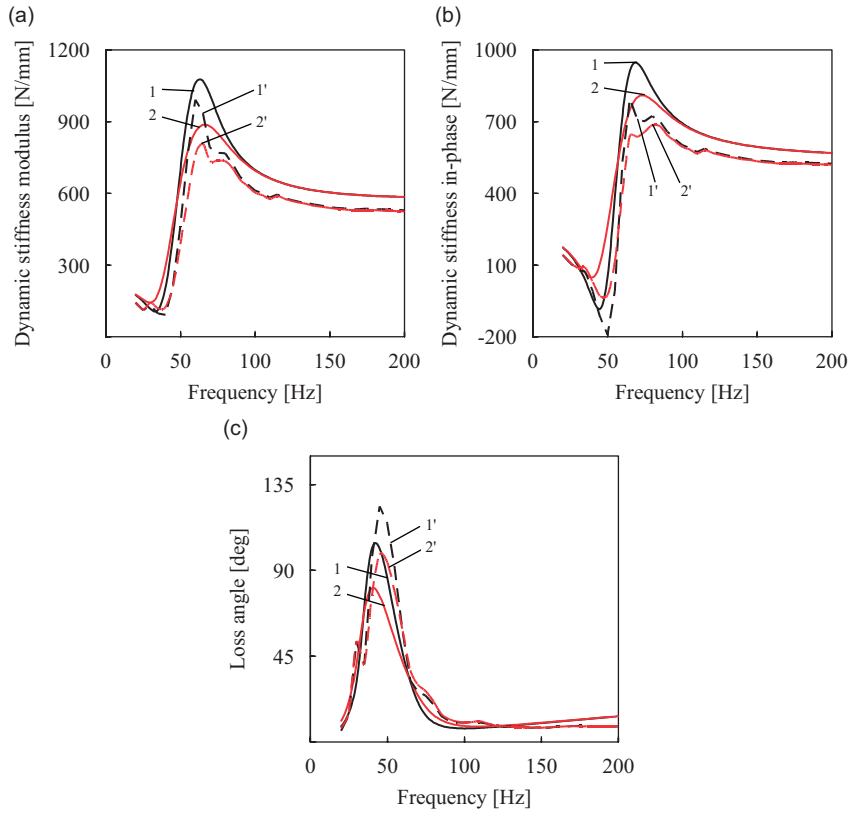 (a)
Dynamic stiffness modulus [N/mm]
1200
900
600
300
0 50 100 150 200
Frequency [Hz]
1
1'
2
2'
(b)
Dynamic stiffness in-phase [N/mm]
1000
700
400
100
-200
0 50 100 150 200
Frequency [Hz]
1
2
1'
2'
(c)
Loss angle [deg]
135
90
45
0 50 100 150 200
Frequency [Hz]
1'
2'
1
2